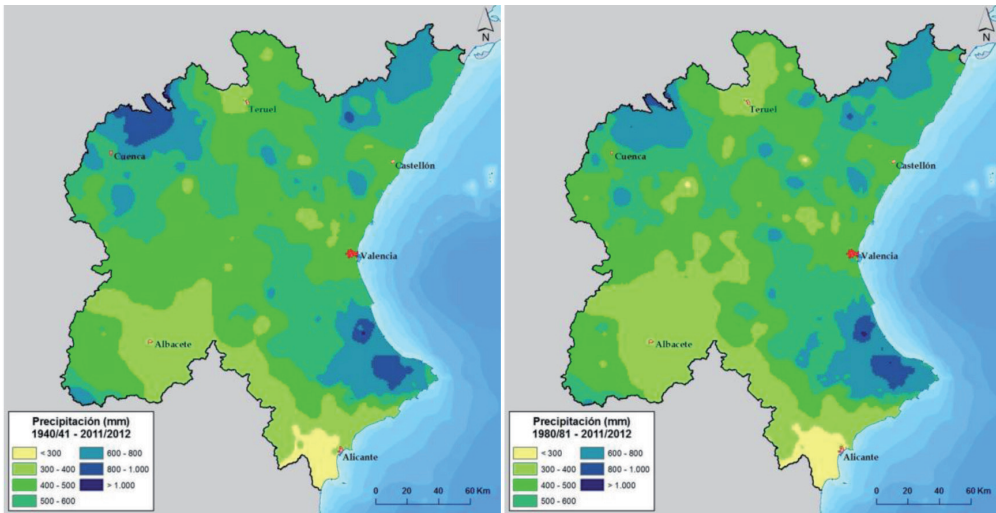 N
Teruel
Cuenca
Castellón
Valencia
Albacete
Alicante
Precipitación (mm)
1940/41 - 2011/2012
< 300
300 - 400
400 - 500
500 - 600
600 - 800
800 - 1.000
> 1.000
0 20 40 60 Km
N
Teruel
Cuenca
Castellón
Valencia
Albacete
Alicante
Precipitación (mm)
1980/81 - 2011/2012
< 300
300 - 400
400 - 500
500 - 600
600 - 800
800 - 1.000
> 1.000
0 20 40 60 Km